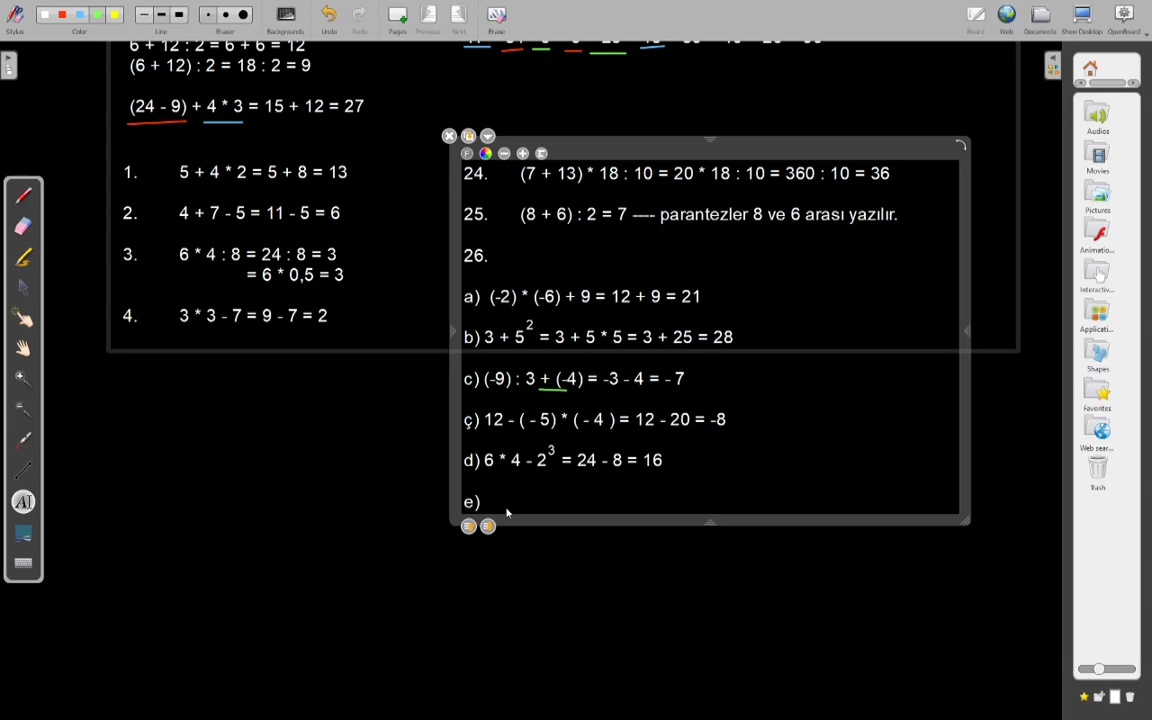 Stylus
Color
Eraser
Backgrounds
Undo
Redo
Pages
Previous
Next
Erase
Board
Web
Documents
Show Desktop
OpenBoard
6 + 12 : 2 = 6 + 6 = 12
(6 + 12) : 2 = 18 : 2 = 9
(24 - 9) + 4 * 3 = 15 + 12 = 27
1. 5 + 4 * 2 = 5 + 8 = 13
2. 4 + 7 - 5 = 11 - 5 = 6
3. 6 * 4 : 8 = 24 : 8 = 3
= 6 * 0,5 = 3
4. 3 * 3 - 7 = 9 - 7 = 2
24. (7 + 13) * 18 : 10 = 20 * 18 : 10 = 360 : 10 = 36
25. (8 + 6) : 2 = 7 ---- parantezler 8 ve 6 arası yazılır.
26.
a) (-2) * (-6) + 9 = 12 + 9 = 21
b) 3 + 5² = 3 + 5 * 5 = 3 + 25 = 28
c) (-9) : 3 + (-4) = -3 - 4 = - 7
ç) 12 - ( - 5) * ( - 4 ) = 12 - 20 = -8
d) 6 * 4 - 2³ = 24 - 8 = 16
e)
AI
Audios
Movies
Pictures
Animatio...
Interactiv...
Applicati...
Shapes
Favorites
Web sear...
Trash